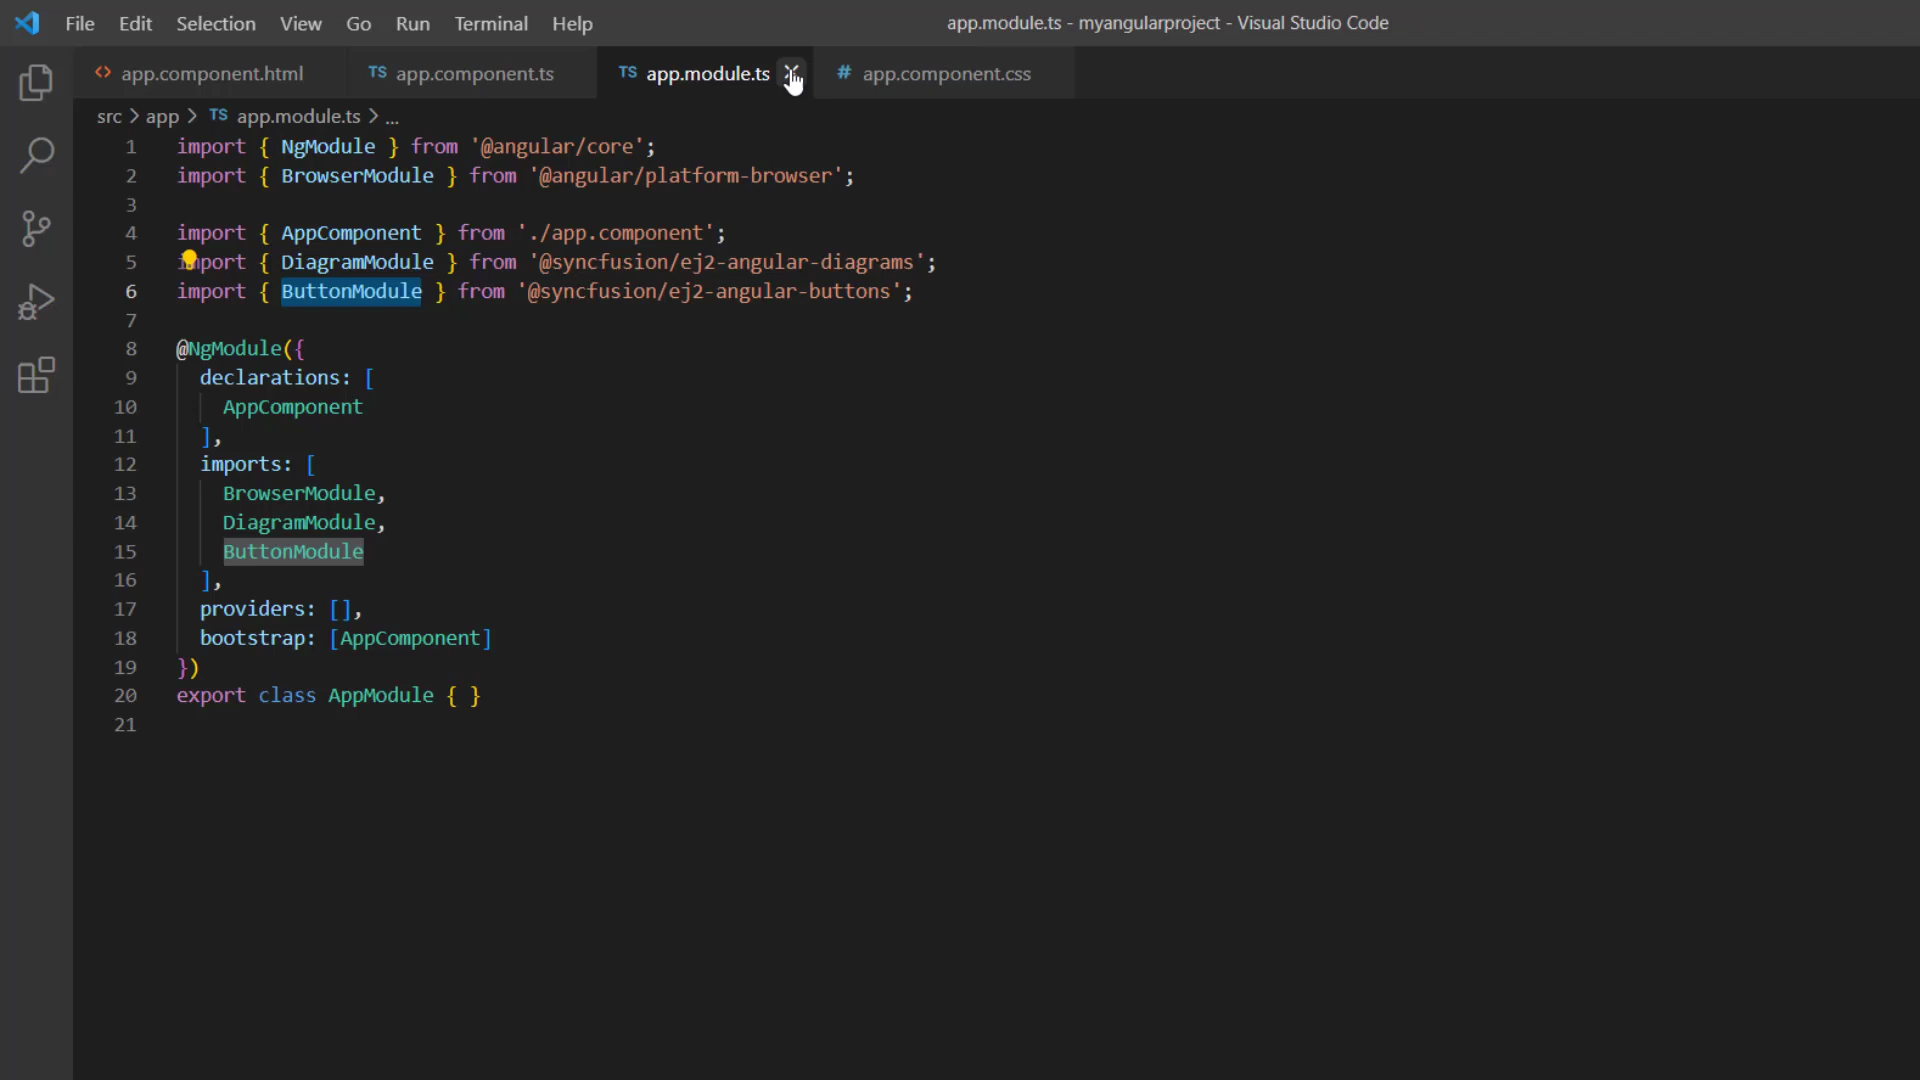 File Edit Selection View Go Run Terminal Help app.module.ts - myangularproject - Visual Studio Code
<> app.component.html TS app.component.ts TS app.module.ts # app.component.css
src > app > TS app.module.ts > ...
1 import { NgModule } from '@angular/core';
2 import { BrowserModule } from '@angular/platform-browser';
3
4 import { AppComponent } from './app.component';
5 import { DiagramModule } from '@syncfusion/ej2-angular-diagrams';
6 import { ButtonModule } from '@syncfusion/ej2-angular-buttons';
7
8 @NgModule({
9 declarations: [
10 AppComponent
11 ],
12 imports: [
13 BrowserModule,
14 DiagramModule,
15 ButtonModule
16 ],
17 providers: [],
18 bootstrap: [AppComponent]
19 })
20 export class AppModule { }
21